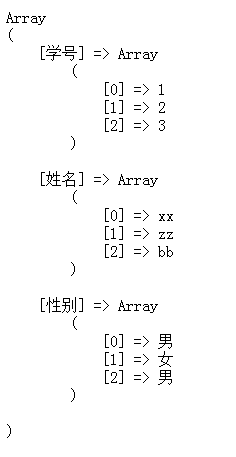 Array
(
    [学号] => Array
        (
            [0] => 1
            [1] => 2
            [2] => 3
        )

    [姓名] => Array
        (
            [0] => xx
            [1] => zz
            [2] => bb
        )

    [性别] => Array
        (
            [0] => 男
            [1] => 女
            [2] => 男
        )

)